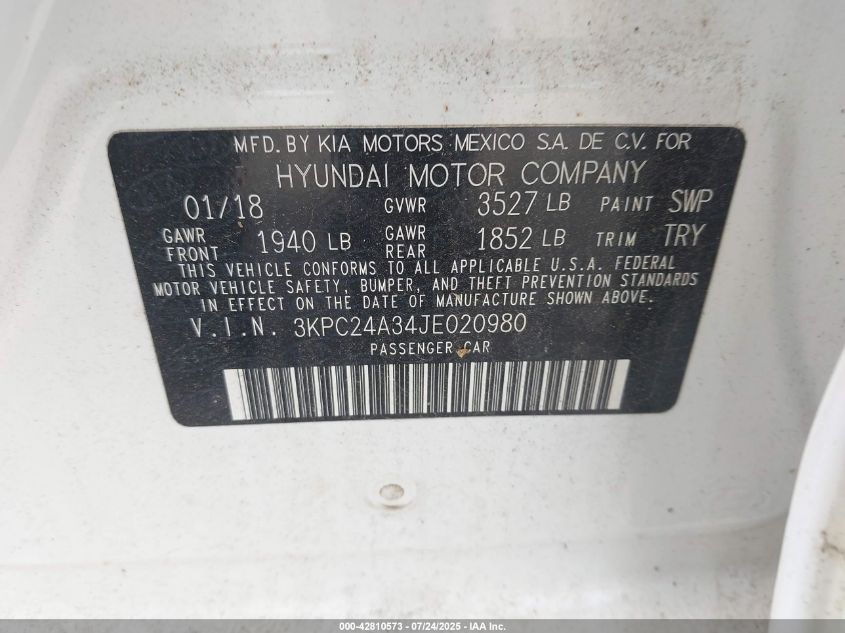 MFD. BY KIA MOTORS MEXICO S.A. DE C.V. FOR
HYUNDAI MOTOR COMPANY
01/18 GVWR 3527 LB PAINT SWP
GAWR FRONT 1940 LB GAWR REAR 1852 LB TRIM TRY
THIS VEHICLE CONFORMS TO ALL APPLICABLE U.S.A. FEDERAL
MOTOR VEHICLE SAFETY, BUMPER, AND THEFT PREVENTION STANDARDS
IN EFFECT ON THE DATE OF MANUFACTURE SHOWN ABOVE.
V.I.N. 3KPC24A34JE020980
PASSENGER CAR
000-42810573 — 07/24/2025 — IAA Inc.